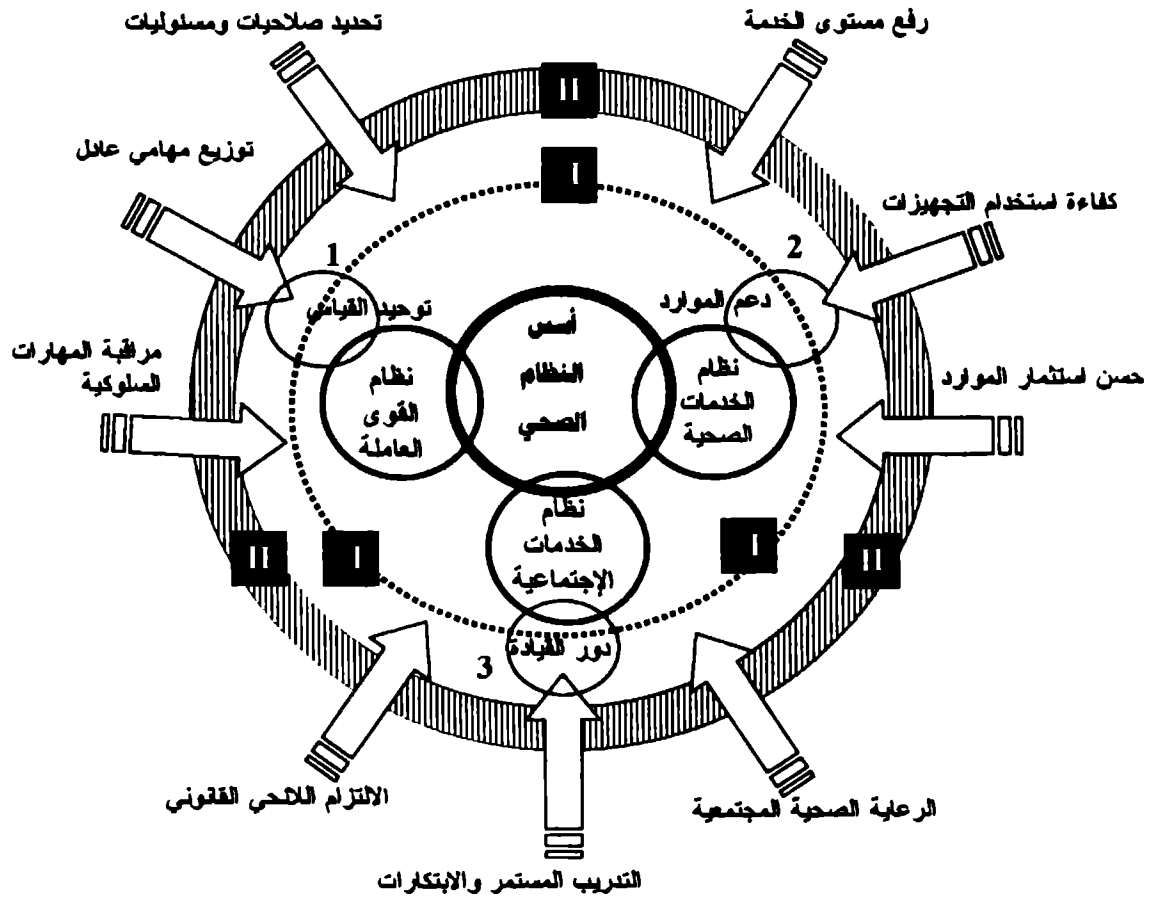 رفع مستوى الخدمة
تحديد صلاحيات ومسئوليات
II
توزيع مهامي عادل
I
كفاءة استخدام التجهيزات
2
1
دعم الموارد
توحيد القياس
أسس
النظام
الصحي
نظام
الخدمات
الصحية
نظام
القوى
العاملة
حسن استثمار الموارد
مراقبة المهارات
السلوكية
نظام
الخدمات
الإجتماعية
I
II
I
II
دور القيادة
3
الرعاية الصحية المجتمعية
الالتزام اللائحي القانوني
التدريب المستمر والابتكارات